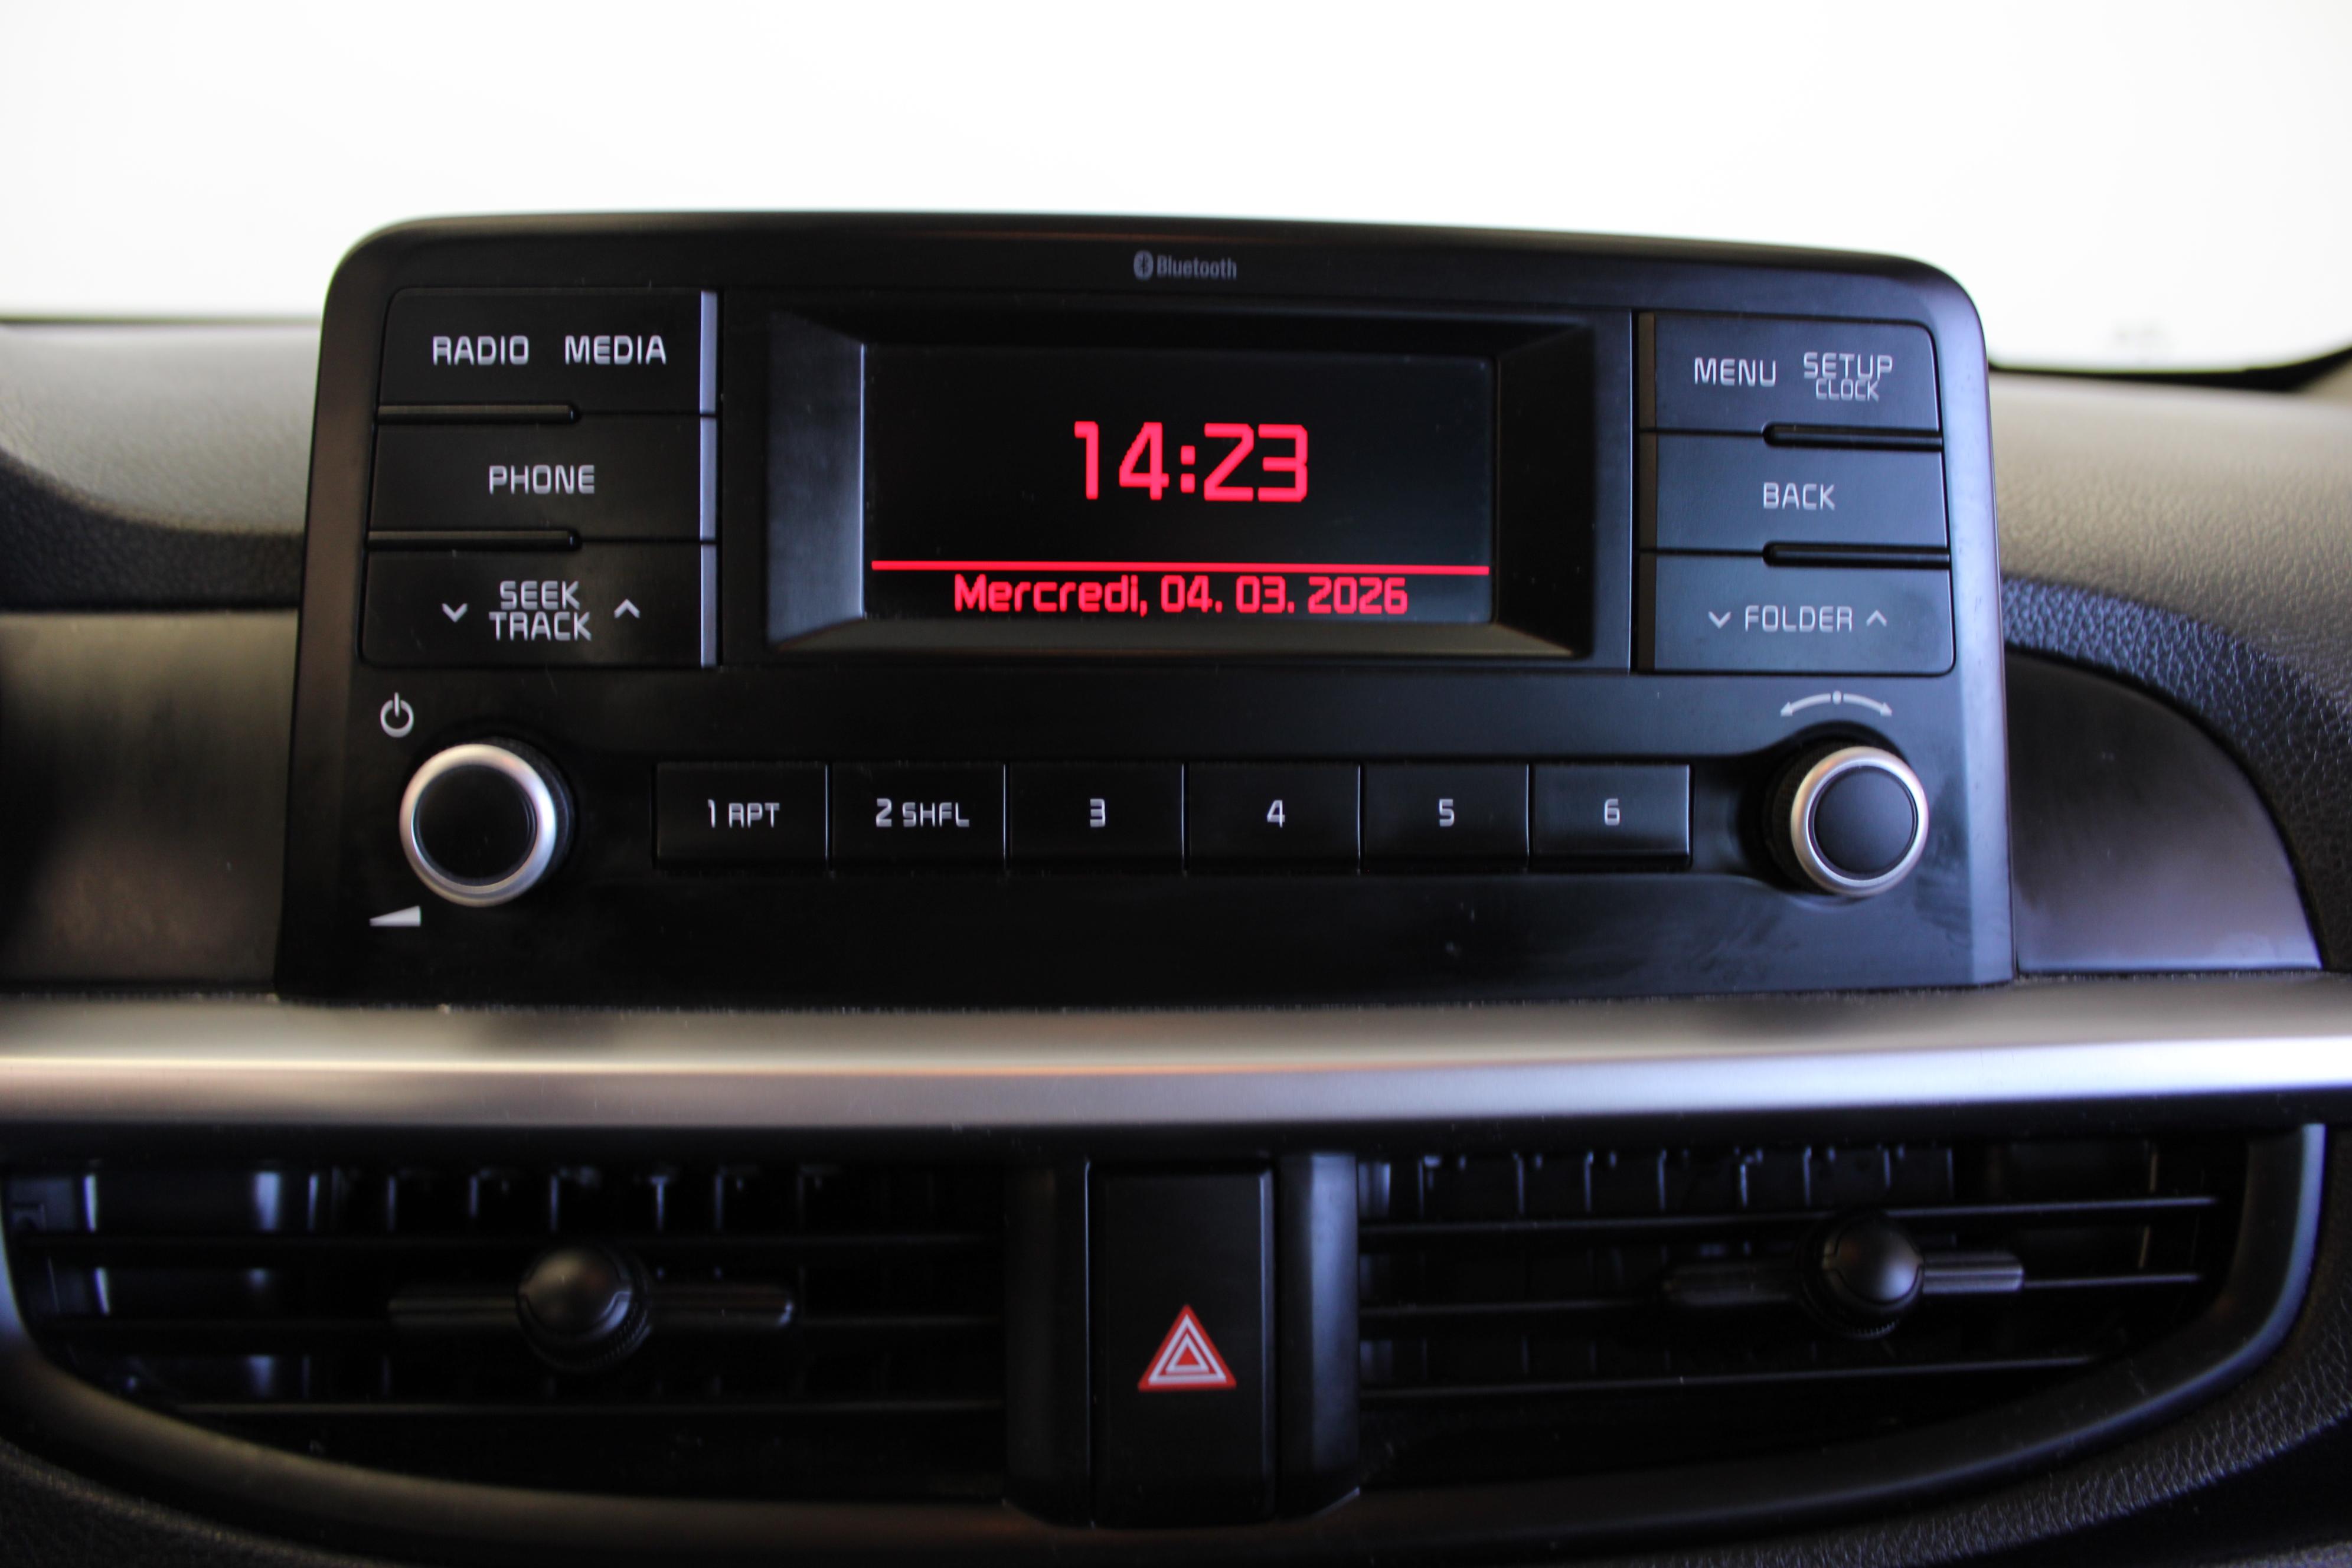 Bluetooth
RADIO MEDIA
PHONE
SEEK
TRACK
14:23
Mercredi, 04. 03. 2026
MENU SETUP
CLOCK
BACK
FOLDER
1 RPT 2 SHFL 3 4 5 6